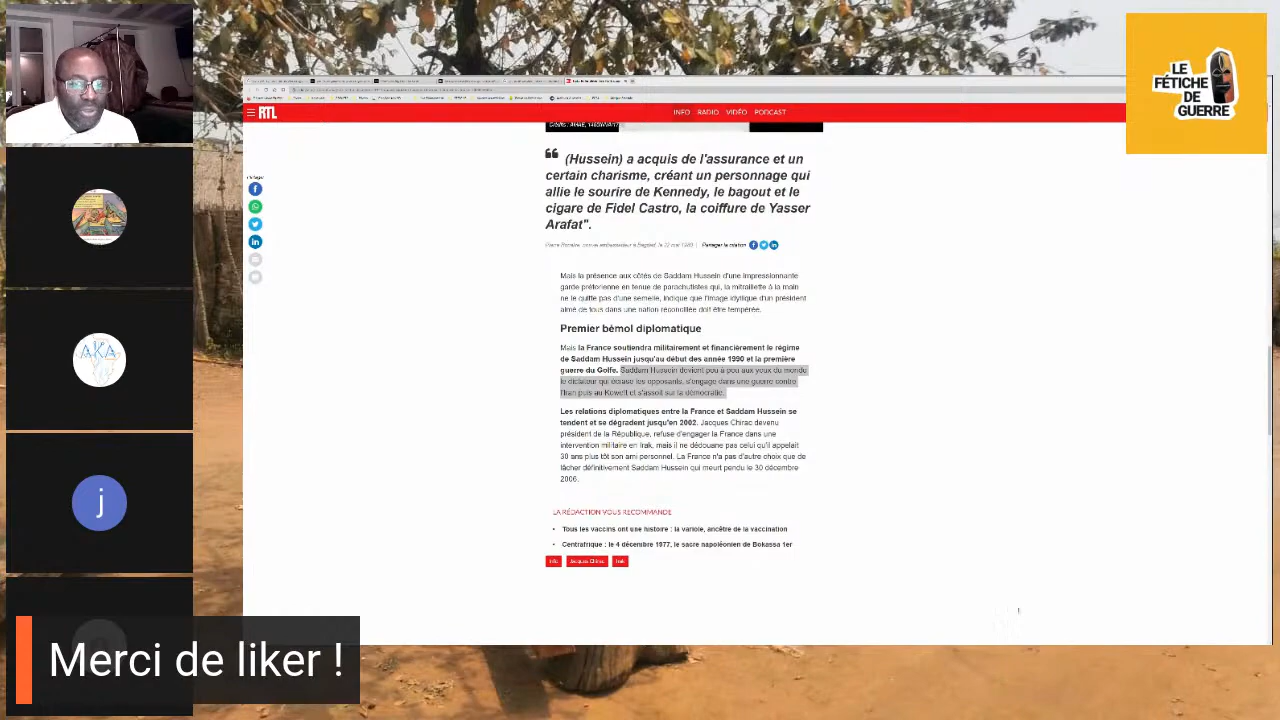 LE
FÉTICHE
DE
GUERRE
RTL
INFO RADIO VIDÉO PODCAST
(Hussein) a acquis de l'assurance et un
certain charisme, créant un personnage qui
allie le sourire de Kennedy, le bagout et le
cigare de Fidel Castro, la coiffure de Yasser
Arafat".
Partager la citation
Mais la présence aux côtés de Saddam Hussein d'une impressionnante
garde prétorienne en tenue de parachutistes qui, la mitraillette à la main
ne le quitte pas d'une semelle, indique que l'image idyllique d'un président
aimé de tous dans une nation réconciliée doit être tempérée.
Premier bémol diplomatique
Mais la France soutiendra militairement et financièrement le régime
de Saddam Hussein jusqu'au début des année 1990 et la première
guerre du Golfe. Saddam Hussein devient peu à peu aux yeux du monde
le dictateur qui écrase les opposants, s'engage dans une guerre contre
l'Iran puis au Koweït et s'assoit sur la démocratie.
Les relations diplomatiques entre la France et Saddam Hussein se
tendent et se dégradent jusqu'en 2002. Jacques Chirac devenu
président de la République, refuse d'engager la France dans une
intervention militaire en Irak, mais il ne dédouane pas celui qu'il appelait
30 ans plus tôt son ami personnel. La France n'a pas d'autre choix que de
lâcher définitivement Saddam Hussein qui meurt pendu le 30 décembre
2006.
LA RÉDACTION VOUS RECOMMANDE
Tous les vaccins ont une histoire : la variole, ancêtre de la vaccination
Centrafrique : le 4 décembre 1977, le sacre napoléonien de Bokassa 1er
Info Jacques Chirac Irak
AKA
j
Merci de liker !